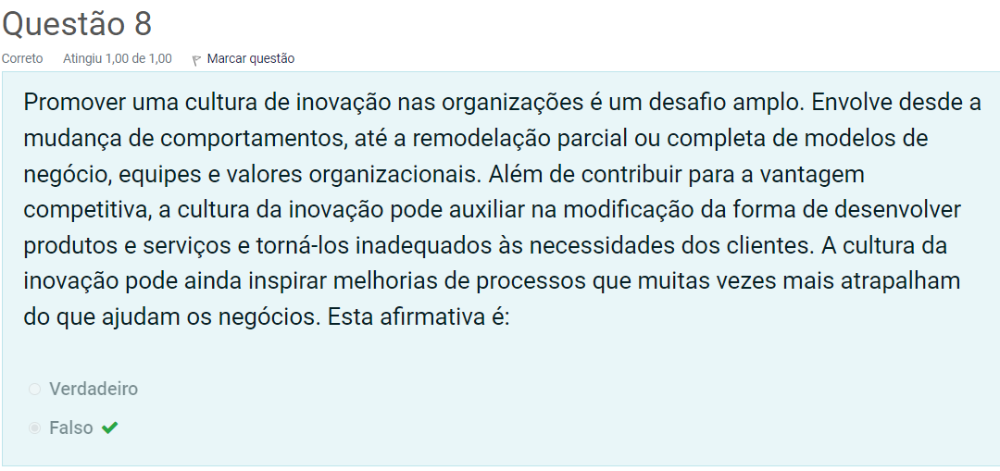 Questão 8
Correto Atingiu 1,00 de 1,00 Marcar questão
Promover uma cultura de inovação nas organizações é um desafio amplo. Envolve desde a
mudança de comportamentos, até a remodelação parcial ou completa de modelos de
negócio, equipes e valores organizacionais. Além de contribuir para a vantagem
competitiva, a cultura da inovação pode auxiliar na modificação da forma de desenvolver
produtos e serviços e torná-los inadequados às necessidades dos clientes. A cultura da
inovação pode ainda inspirar melhorias de processos que muitas vezes mais atrapalham
do que ajudam os negócios. Esta afirmativa é:
Verdadeiro
Falso